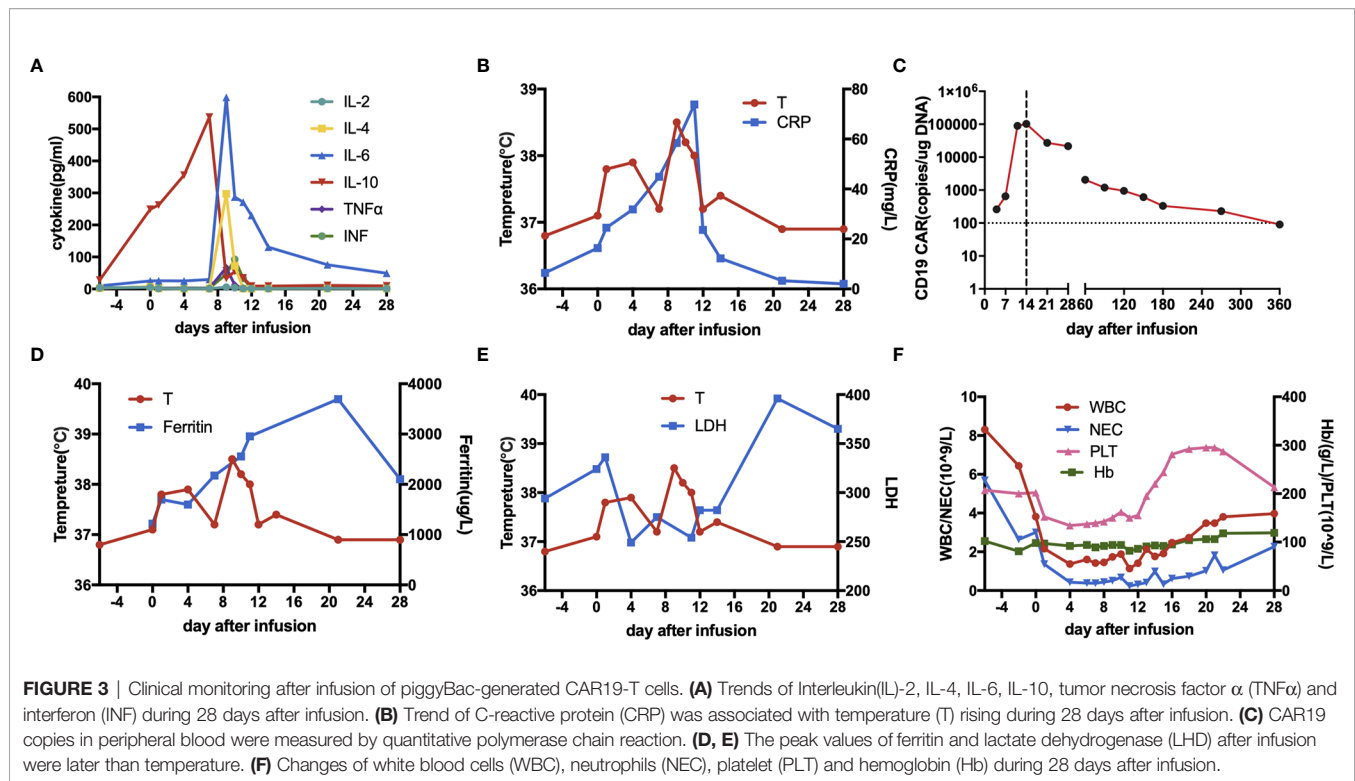 A
cytokine(pg/ml)
600
500
400
300
200
100
0
-4 0 4 8 12 16 20 24 28
days after infusion
IL-2
IL-4
IL-6
IL-10
TNFα
INF
B
Tempreture(°C)
39
38
37
36
-4 0 4 8 12 16 20 24 28
day after infusion
T
CRP
80
60
40
20
0
CRP(mg/L)
C
CD19 CAR(copies/ug DNA)
1×10^6
100000
10000
1000
100
10
1
0 7 14 21 28 60 120 180 240 300 360
day after infusion
D
Tempreture(°C)
40
39
38
37
36
-4 0 4 8 12 16 20 24 28
day after infusion
T
Ferritin
4000
3000
2000
1000
0
Ferritin(ug/L)
E
Tempreture(°C)
40
39
38
37
36
-4 0 4 8 12 16 20 24 28
day after infusion
T
LDH
400
350
300
250
200
LDH
F
WBC/NEC(10^9/L)
10
8
6
4
2
0
-4 0 4 8 12 16 20 24 28
day after infusion
WBC
NEC
PLT
Hb
400
300
200
100
0
Hb/(g/L)/PLT/(10^9/L)
FIGURE 3 | Clinical monitoring after infusion of piggyBac-generated CAR19-T cells. (A) Trends of Interleukin(IL)-2, IL-4, IL-6, IL-10, tumor necrosis factor α (TNFα) and
interferon (INF) during 28 days after infusion. (B) Trend of C-reactive protein (CRP) was associated with temperature (T) rising during 28 days after infusion. (C) CAR19
copies in peripheral blood were measured by quantitative polymerase chain reaction. (D, E) The peak values of ferritin and lactate dehydrogenase (LHD) after infusion
were later than temperature. (F) Changes of white blood cells (WBC), neutrophils (NEC), platelet (PLT) and hemoglobin (Hb) during 28 days after infusion.